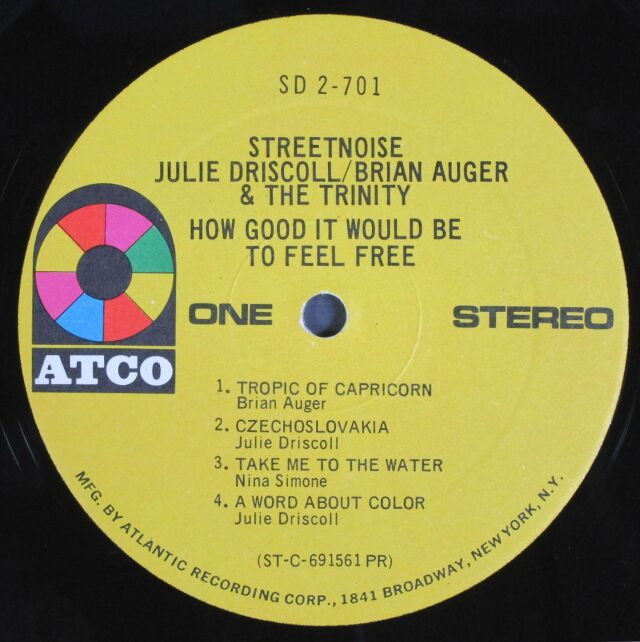 SD 2-701
STREETNOISE
JULIE DRISCOLL/BRIAN AUGER
& THE TRINITY
HOW GOOD IT WOULD BE
TO FEEL FREE
ONE
STEREO
ATCO
1. TROPIC OF CAPRICORN
Brian Auger
2. CZECHOSLOVAKIA
Julie Driscoll
3. TAKE ME TO THE WATER
Nina Simone
4. A WORD ABOUT COLOR
Julie Driscoll
(ST-C-691561 PR)
MFG. BY ATLANTIC RECORDING CORP., 1841 BROADWAY, NEW YORK, N.Y.